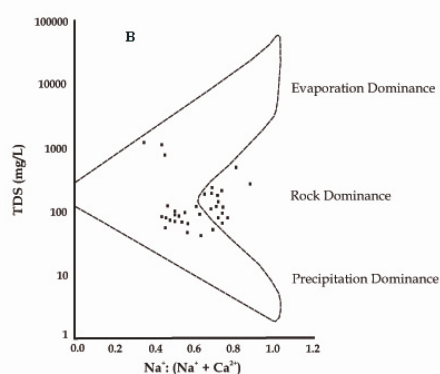 B
100000
10000
1000
100
10
1
TDS (mg/L)
Evaporation Dominance
Rock Dominance
Precipitation Dominance
0.0 0.2 0.4 0.6 0.8 1.0 1.2
Na⁺: (Na⁺ + Ca²⁺)